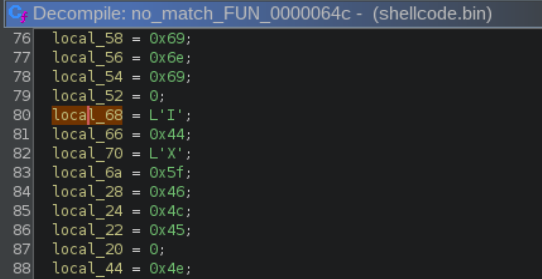 Decompile: no_match_FUN_0000064c - (shellcode.bin)
76 local_58 = 0x69;
77 local_56 = 0x6e;
78 local_54 = 0x69;
79 local_52 = 0;
80 local_68 = L'I';
81 local_66 = 0x44;
82 local_70 = L'X';
83 local_6a = 0x5f;
84 local_28 = 0x46;
85 local_24 = 0x4c;
86 local_22 = 0x45;
87 local_20 = 0;
88 local_44 = 0x4e;